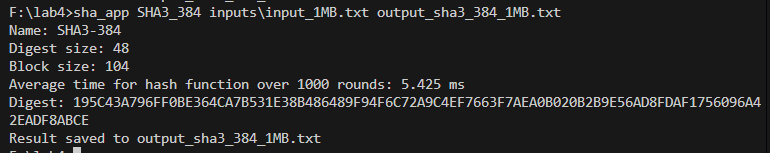 F:\lab4>sha_app SHA3_384 inputs\input_1MB.txt output_sha3_384_1MB.txt
Name: SHA3-384
Digest size: 48
Block size: 104
Average time for hash function over 1000 rounds: 5.425 ms
Digest: 195C43A796FF0BE364CA7B531E38B486489F94F6C72A9C4EF7663F7AEA0B020B2B9E56AD8FDAF1756096A4
2EADF8ABCE
Result saved to output_sha3_384_1MB.txt